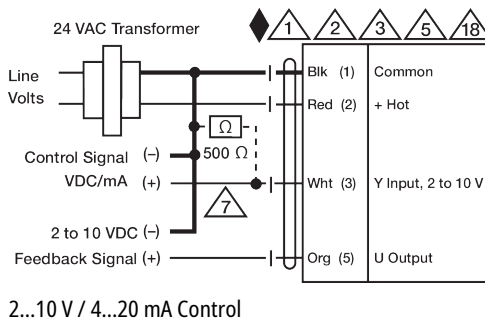 24 VAC Transformer
1 2 3 5 18
Line
Volts
Blk (1) Common
Red (2) + Hot
Ω
500 Ω
Control Signal (–)
VDC/mA (+)
7
Wht (3) Y Input, 2 to 10 V
2 to 10 VDC (–)
Feedback Signal (+)
Org (5) U Output
2...10 V / 4...20 mA Control